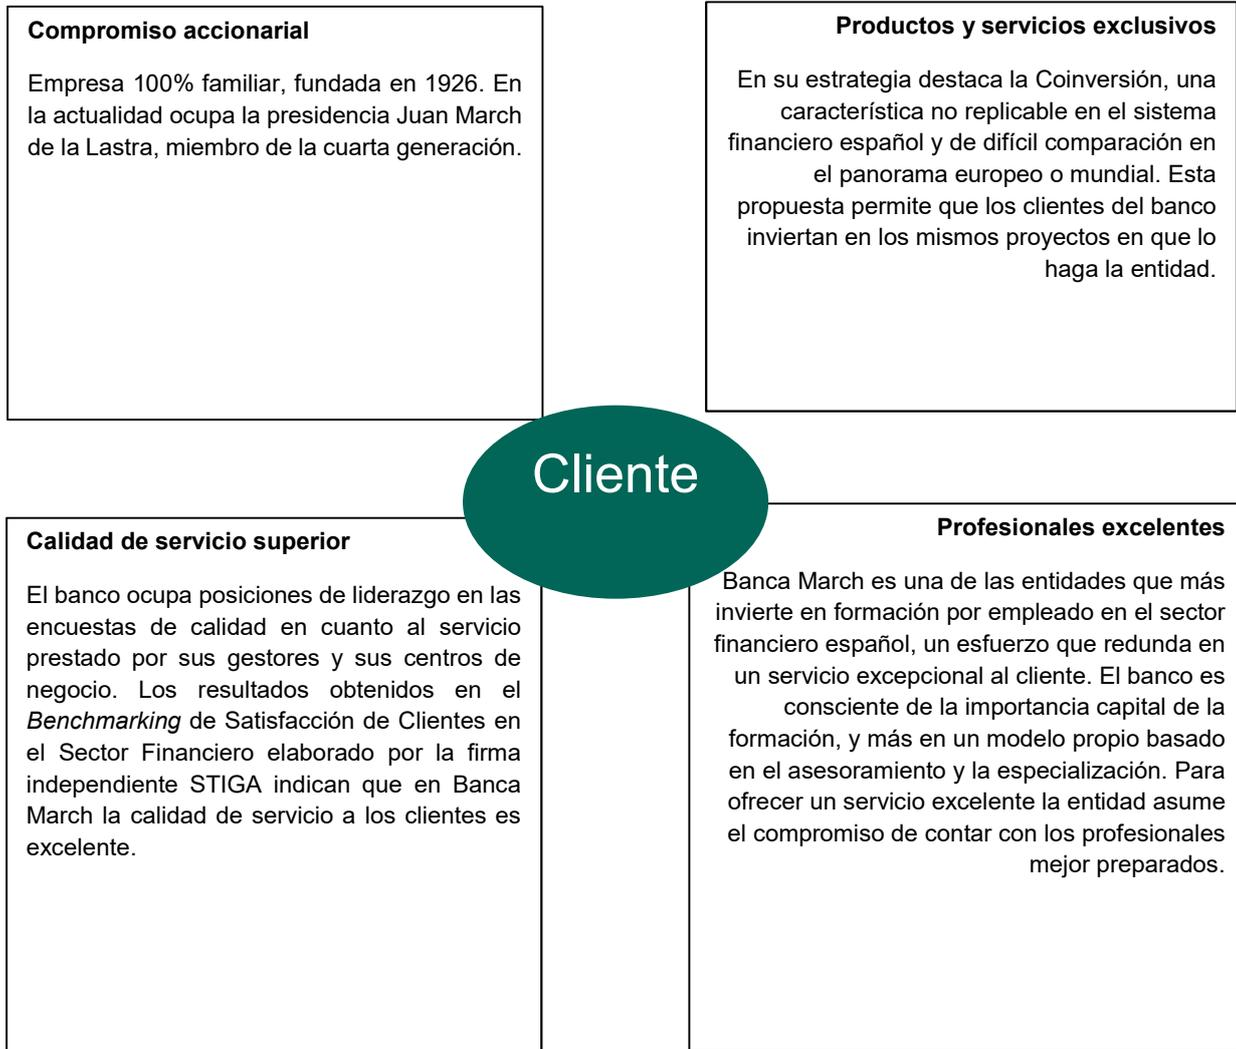 Compromiso accionarial
Empresa 100% familiar, fundada en 1926. En
la actualidad ocupa la presidencia Juan March
de la Lastra, miembro de la cuarta generación.
Productos y servicios exclusivos
En su estrategia destaca la Coinversión, una
característica no replicable en el sistema
financiero español y de difícil comparación en
el panorama europeo o mundial. Esta
propuesta permite que los clientes del banco
inviertan en los mismos proyectos en que lo
haga la entidad.
Cliente
Calidad de servicio superior
El banco ocupa posiciones de liderazgo en las
encuestas de calidad en cuanto al servicio
prestado por sus gestores y sus centros de
negocio. Los resultados obtenidos en el
Benchmarking de Satisfacción de Clientes en
el Sector Financiero elaborado por la firma
independiente STIGA indican que en Banca
March la calidad de servicio a los clientes es
excelente.
Profesionales excelentes
Banca March es una de las entidades que más
invierte en formación por empleado en el sector
financiero español, un esfuerzo que redunda en
un servicio excepcional al cliente. El banco es
consciente de la importancia capital de la
formación, y más en un modelo propio basado
en el asesoramiento y la especialización. Para
ofrecer un servicio excelente la entidad asume
el compromiso de contar con los profesionales
mejor preparados.